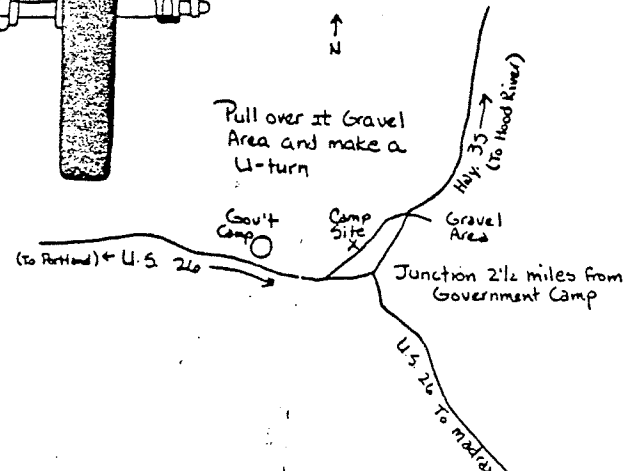 N
Pull over it Gravel
Area and make a
U-turn
Hwy. 35
(To Hood River)
Gov't
Camp
Camp
Site
X
Gravel
Area
(To Portland) ← U.S. 26
Junction 2½ miles from
Government Camp
U.S. 26 To madras